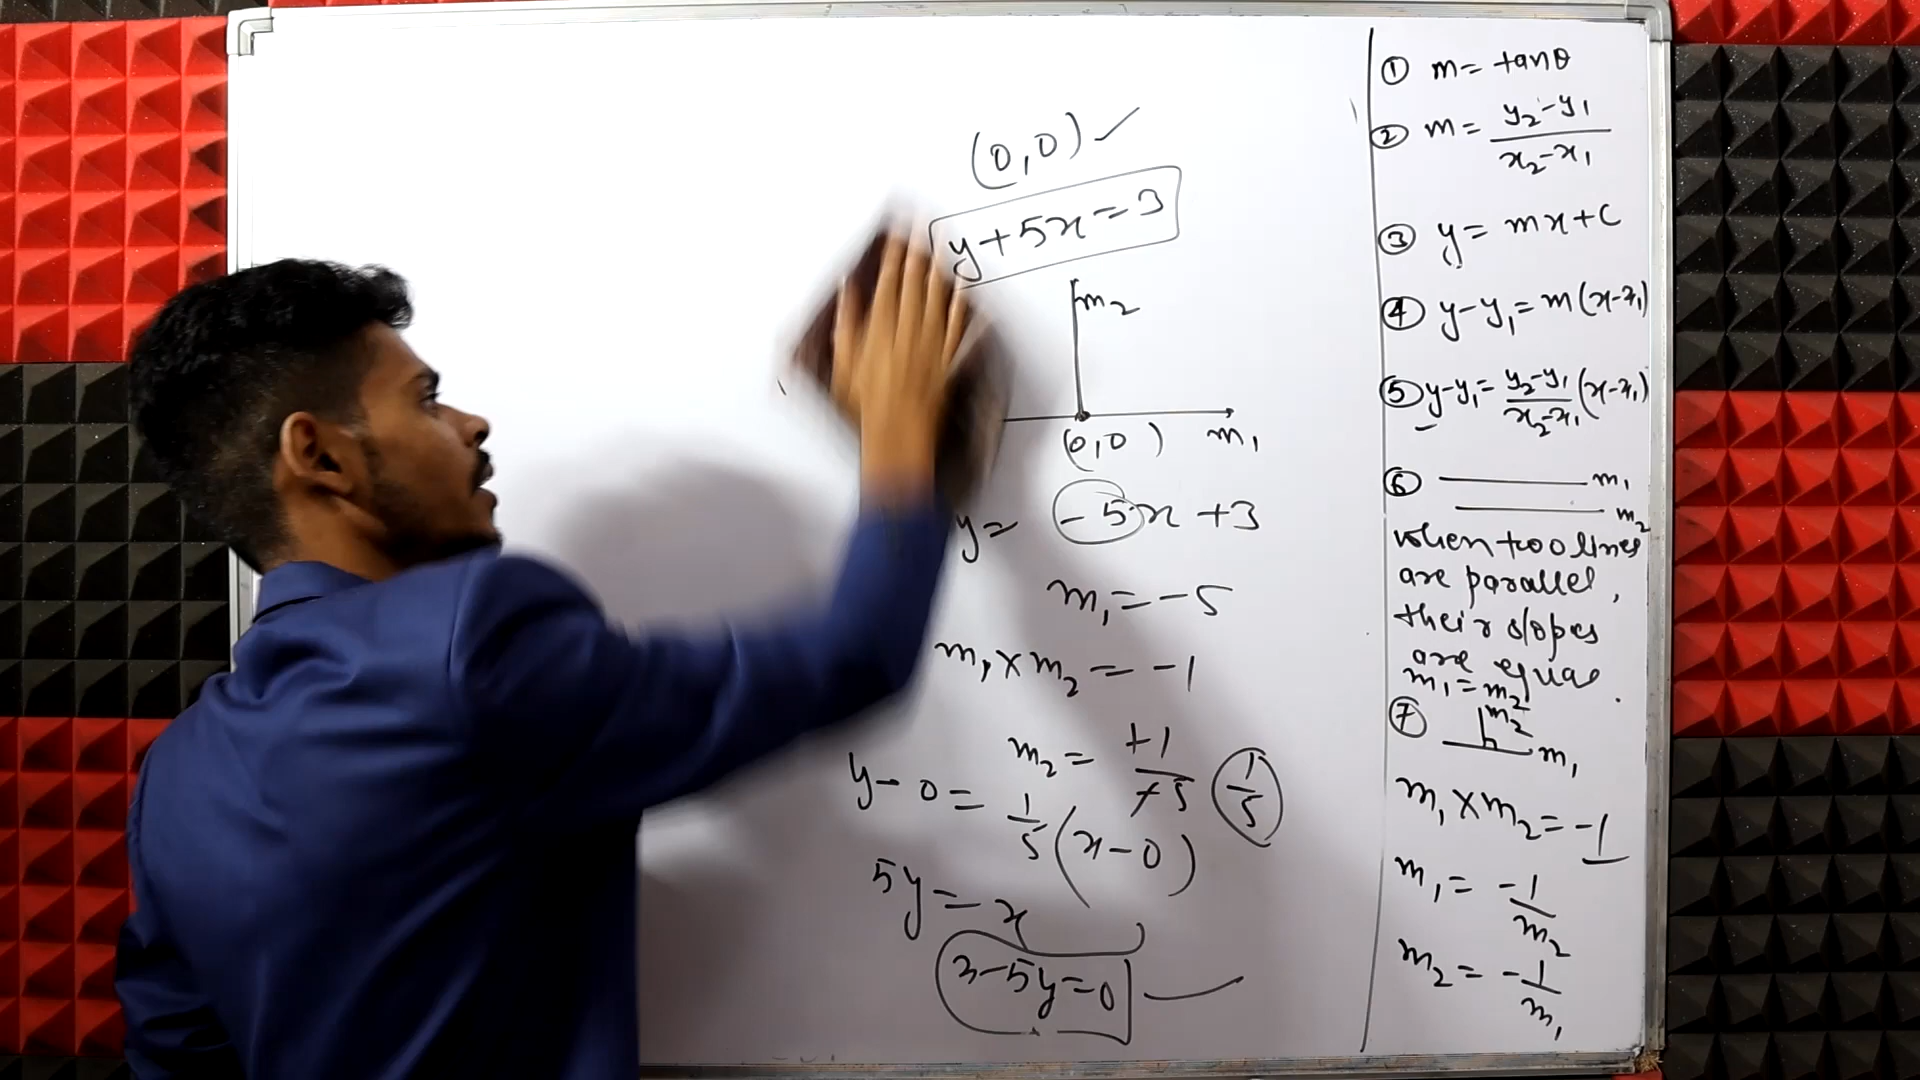 (0,0) ✓
y+5x=3
m₂
(0,0) m₁
y= -5x +3
m₁=-5
m₁×m₂ = -1
m₂= +1/+5 (1/5)
y-0= 1/5 (x-0)
5y=x
x-5y=0
① m= tanθ
② m= y₂-y₁/x₂-x₁
③ y= mx+c
④ y-y₁=m(x-x₁)
⑤ y-y₁= y₂-y₁/x₂-x₁ (x-x₁)
⑥ m₁
m₂
when two lines
are parallel,
their slopes
are equal.
m₁=m₂
⑦ m₂
m₁
m₁×m₂=-1
m₁= -1/m₂
m₂= -1/m₁